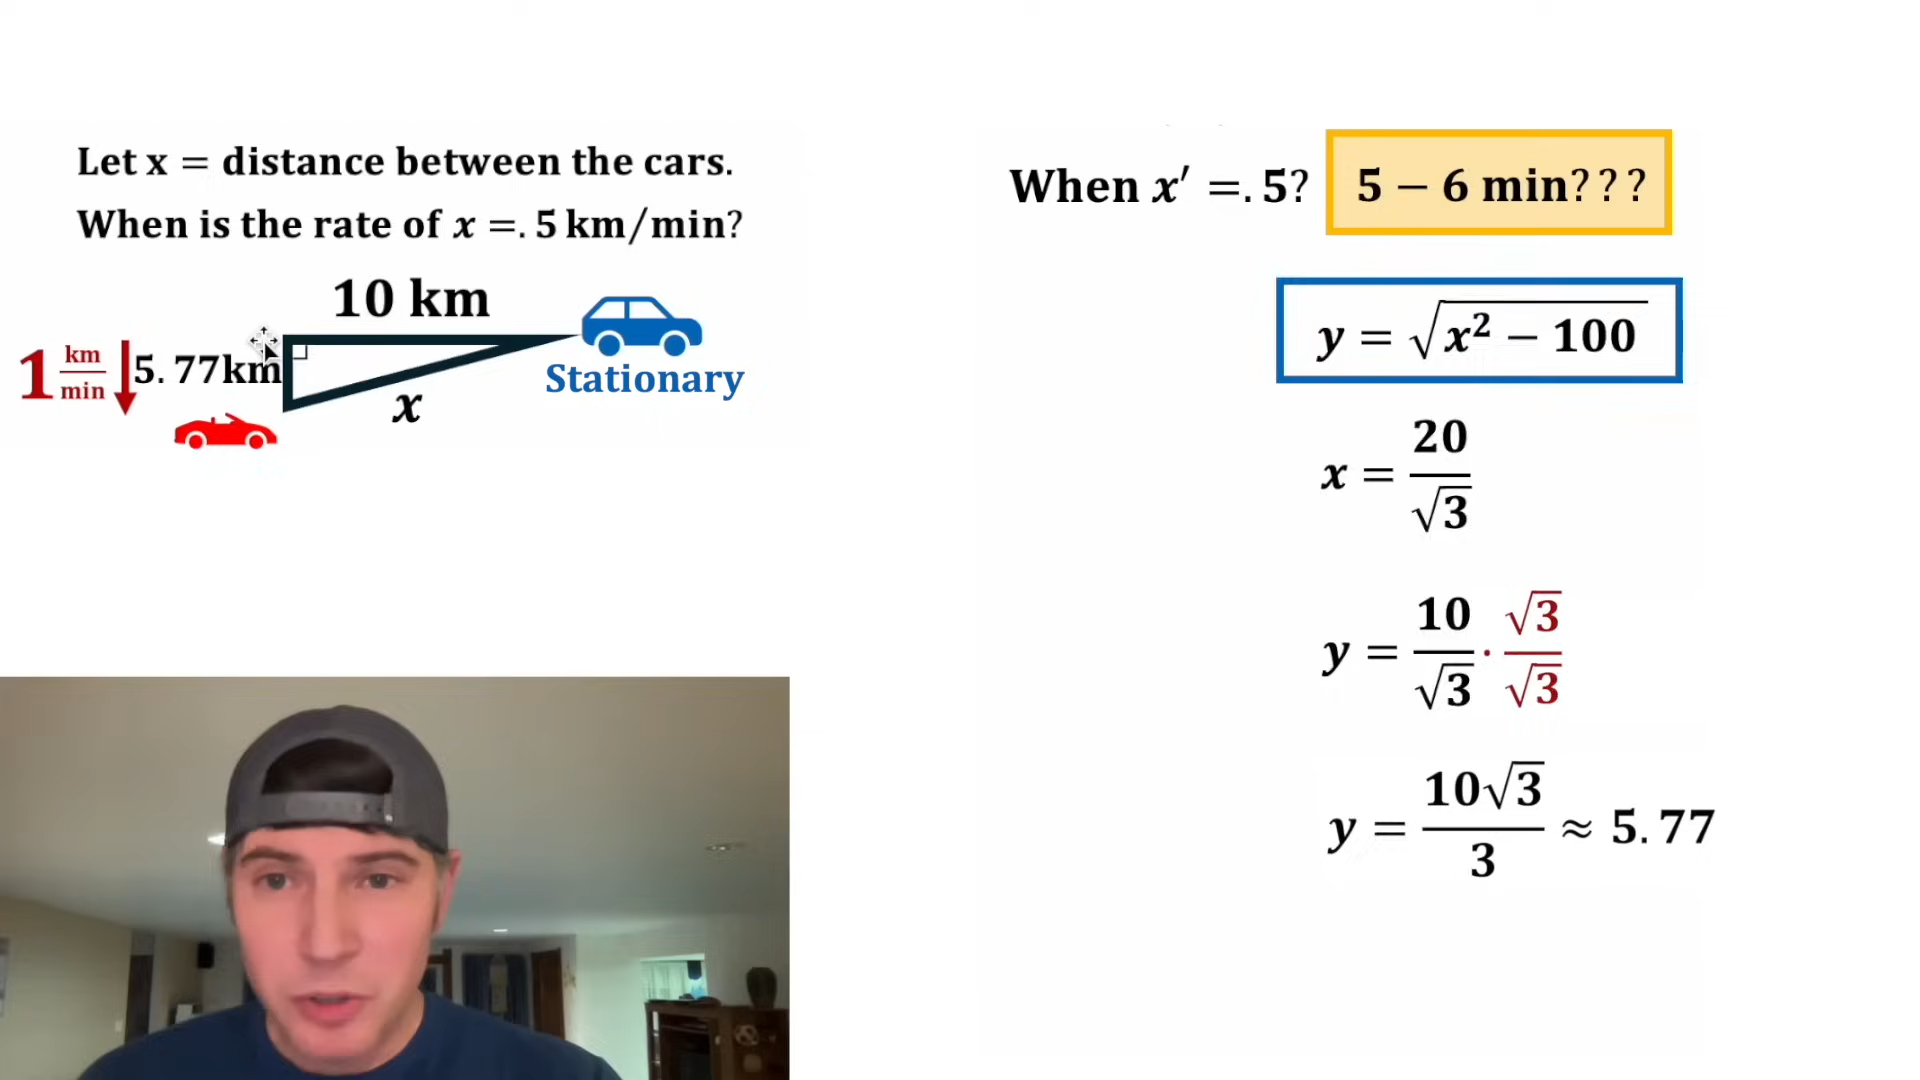 Let x = distance between the cars.
When is the rate of x =. 5 km/min?
10 km
1 km/min
5. 77km
x
Stationary
When x′ =. 5?
5 − 6 min???
y = √(x² − 100)
x = 20/√3
y = 10/√3 · √3/√3
y = 10√3/3 ≈ 5. 77